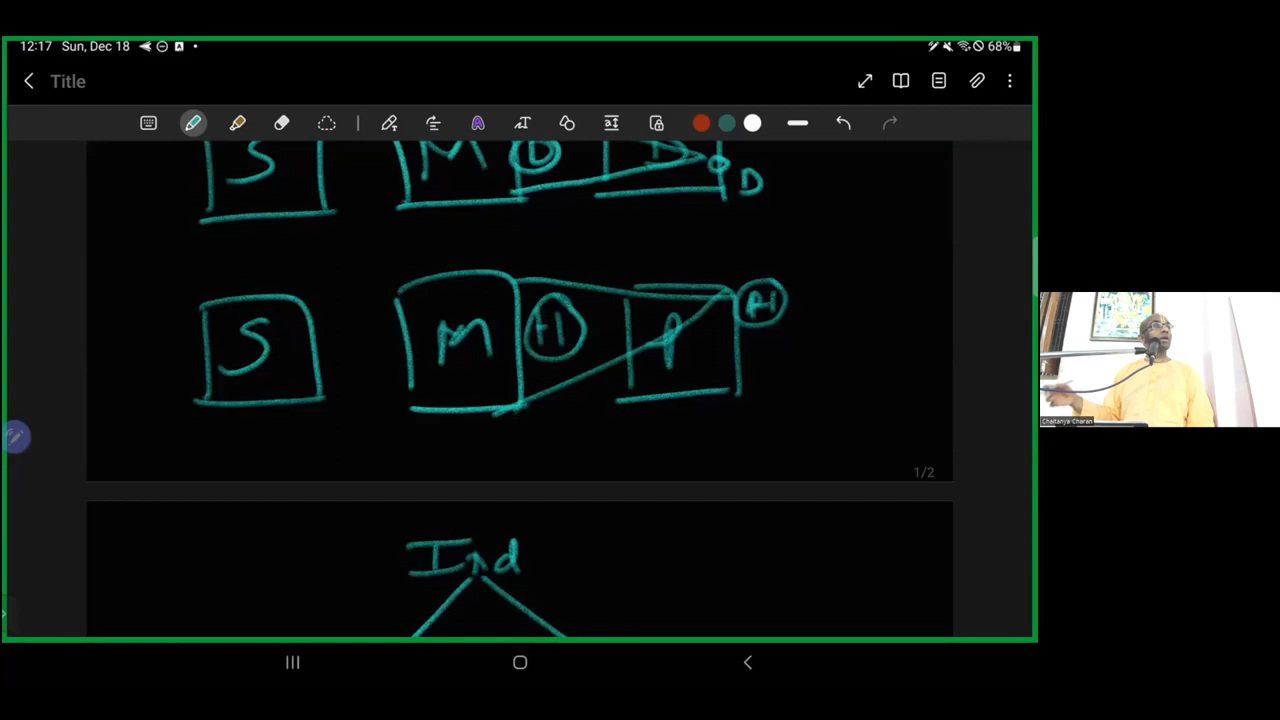 12:17 Sun, Dec 18
68%
Title
S M D D
D
S M H A H
1/2
Ind
Chaitanya Charan